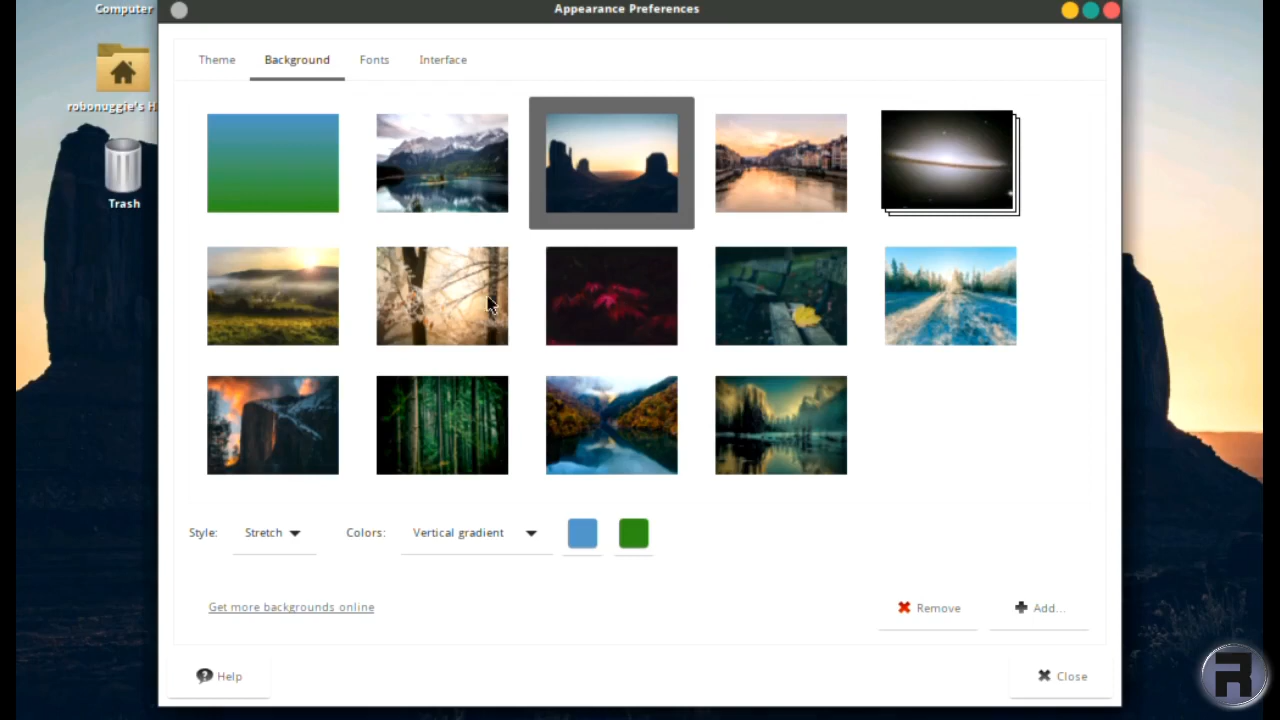 Computer
Appearance Preferences
Theme
Background
Fonts
Interface
robonuggie's H
Trash
Style:
Stretch
Colors:
Vertical gradient
Get more backgrounds online
Remove
Add...
Help
Close
R